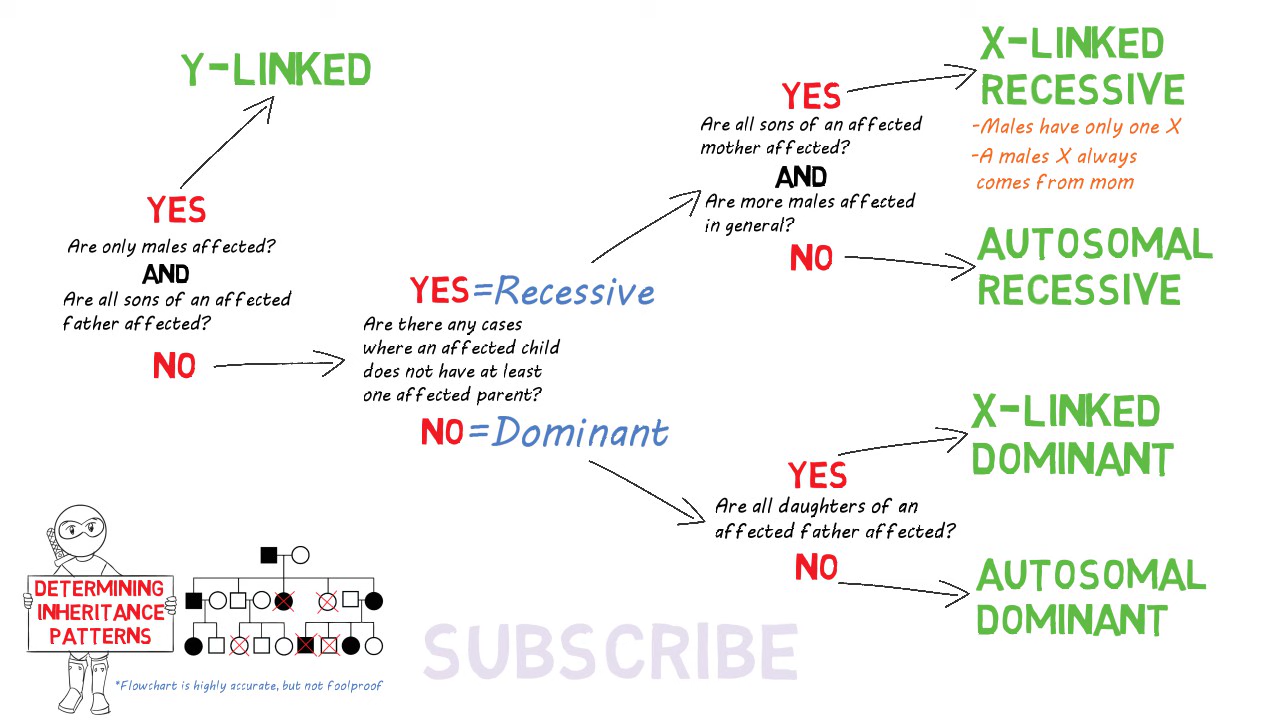 Y-LINKED
YES
Are only males affected?
AND
Are all sons of an affected
father affected?
NO
YES=Recessive
Are there any cases
where an affected child
does not have at least
one affected parent?
NO=Dominant
YES
Are all sons of an affected
mother affected?
AND
Are more males affected
in general?
NO
X-LINKED
RECESSIVE
-Males have only one X
-A males X always
comes from mom
AUTOSOMAL
RECESSIVE
YES
Are all daughters of an
affected father affected?
NO
X-LINKED
DOMINANT
AUTOSOMAL
DOMINANT
DETERMINING
INHERITANCE
PATTERNS
*Flowchart is highly accurate, but not foolproof
SUBSCRIBE